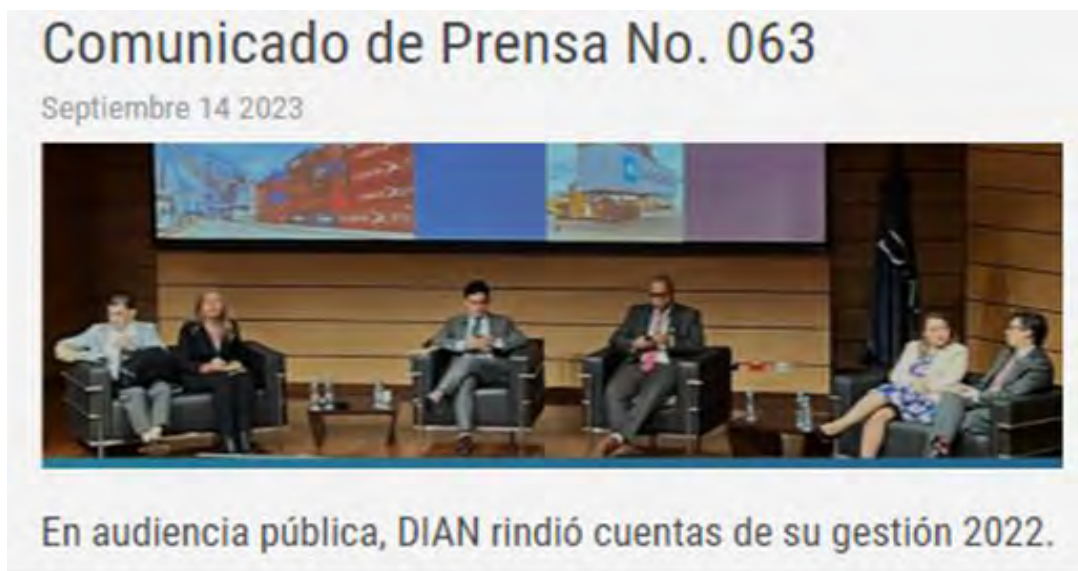 Comunicado de Prensa No. 063
Septiembre 14 2023
En audiencia pública, DIAN rindió cuentas de su gestión 2022.